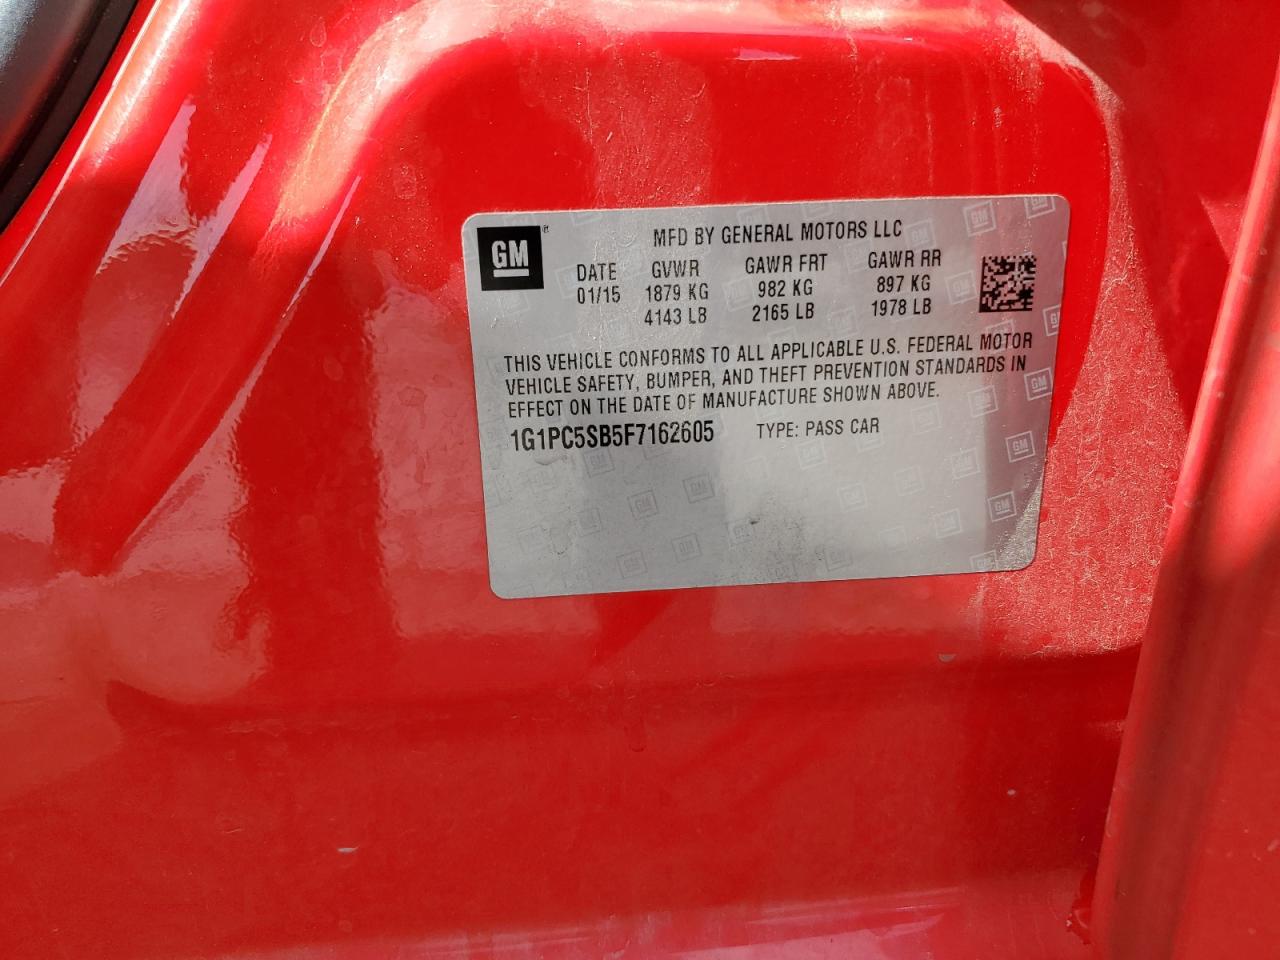 GM®
MFD BY GENERAL MOTORS LLC
DATE GVWR GAWR FRT GAWR RR
01/15 1879 KG 982 KG 897 KG
4143 LB 2165 LB 1978 LB
THIS VEHICLE CONFORMS TO ALL APPLICABLE U.S. FEDERAL MOTOR
VEHICLE SAFETY, BUMPER, AND THEFT PREVENTION STANDARDS IN
EFFECT ON THE DATE OF MANUFACTURE SHOWN ABOVE.
1G1PC5SB5F7162605 TYPE: PASS CAR